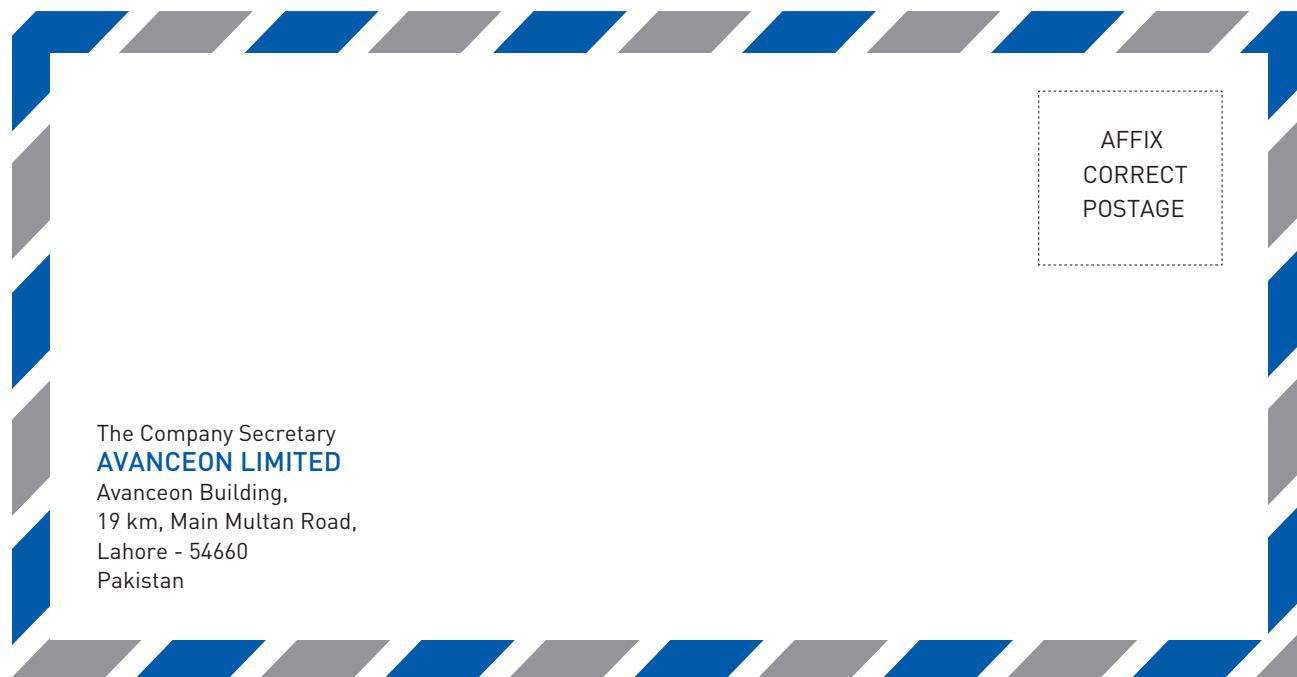 AFFIX
CORRECT
POSTAGE
The Company Secretary
AVANCEON LIMITED
Avanceon Building,
19 km, Main Multan Road,
Lahore - 54660
Pakistan